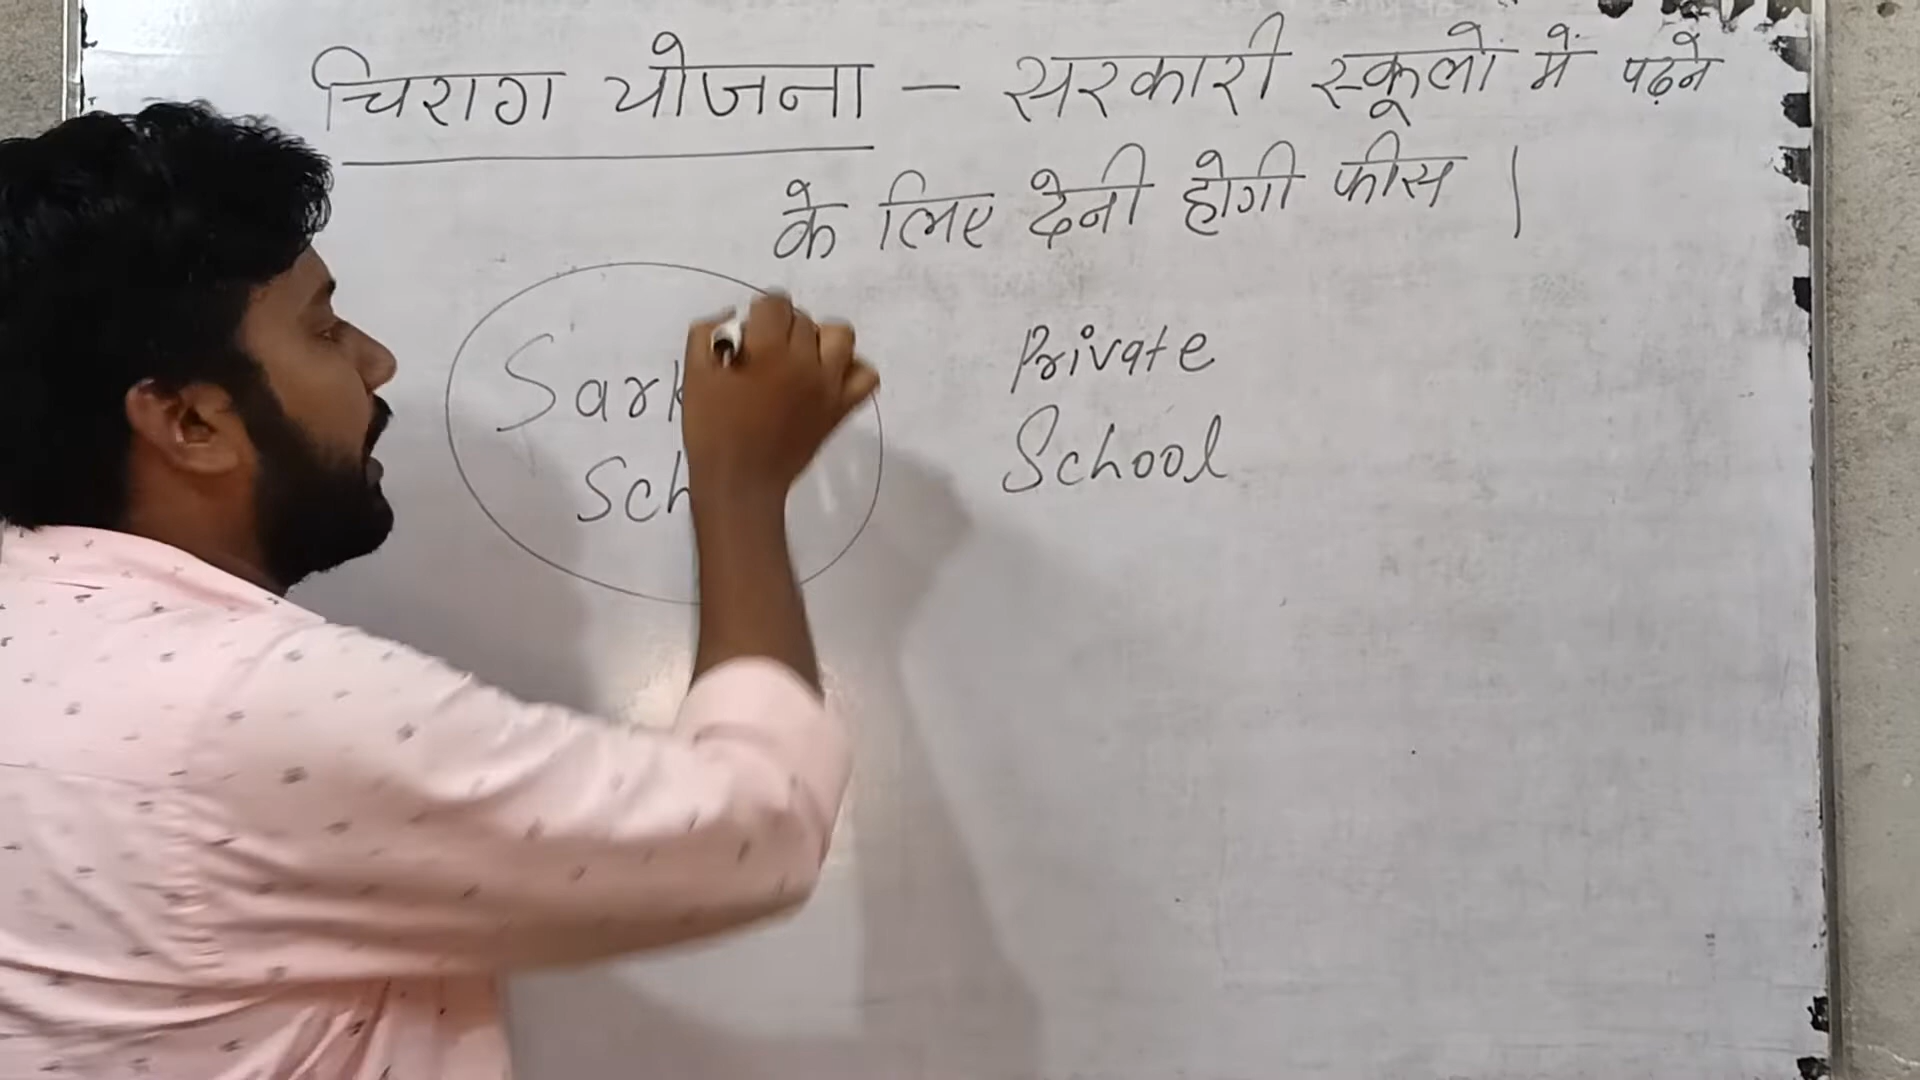 चिराग योजना – सरकारी स्कूलों में पढ़ने
के लिए देनी होगी फीस |
Private
School